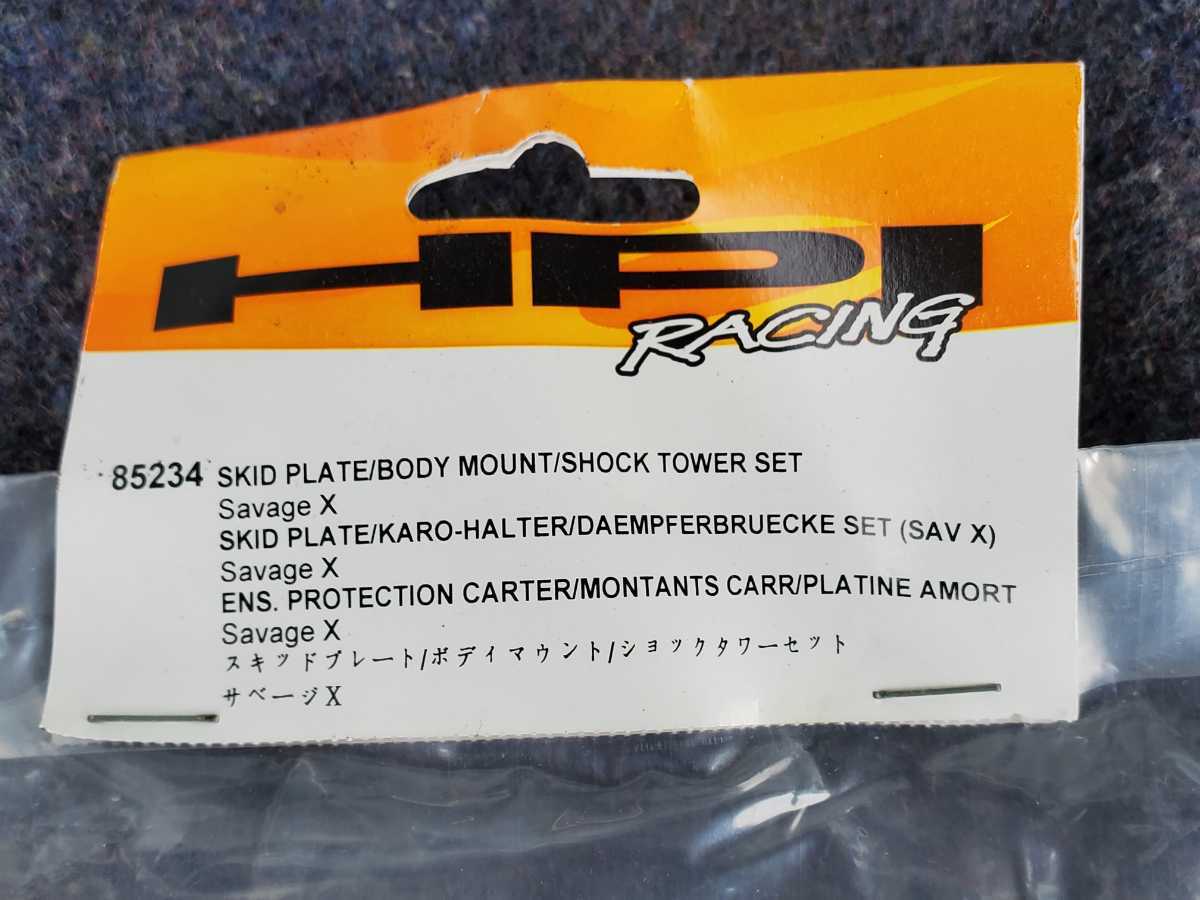 HPI
RACING
85234 SKID PLATE/BODY MOUNT/SHOCK TOWER SET
Savage X
SKID PLATE/KARO-HALTER/DAEMPFERBRUECKE SET (SAV X)
Savage X
ENS. PROTECTION CARTER/MONTANTS CARR/PLATINE AMORT
Savage X
スキッドプレート/ボディマウント/ショックタワーセット
サベージX